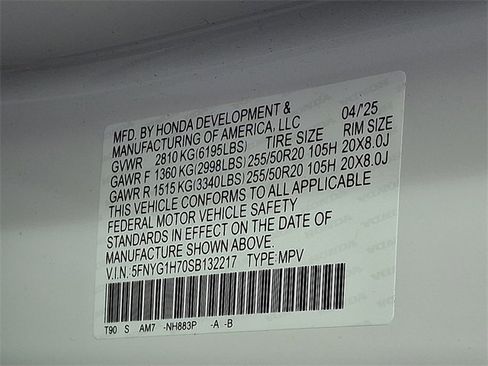 MFD. BY HONDA DEVELOPMENT & 04/'25
MANUFACTURING OF AMERICA, LLC
GVWR 2810 KG(6195LBS) TIRE SIZE RIM SIZE
GAWR F 1360 KG(2998LBS) 255/50R20 105H 20X8.0J
GAWR R 1515 KG(3340LBS) 255/50R20 105H 20X8.0J
THIS VEHICLE CONFORMS TO ALL APPLICABLE
FEDERAL MOTOR VEHICLE SAFETY
STANDARDS IN EFFECT ON THE DATE OF
MANUFACTURE SHOWN ABOVE.
V.I.N. 5FNYG1H70SB132217 TYPE: MPV
T90 S AM7 -NH883P -A -B